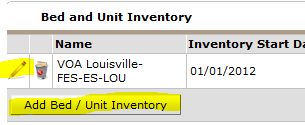 Bed and Unit Inventory
Name Inventory Start Da
VOA Louisville-
FES-ES-LOU 01/01/2012
Add Bed / Unit Inventory